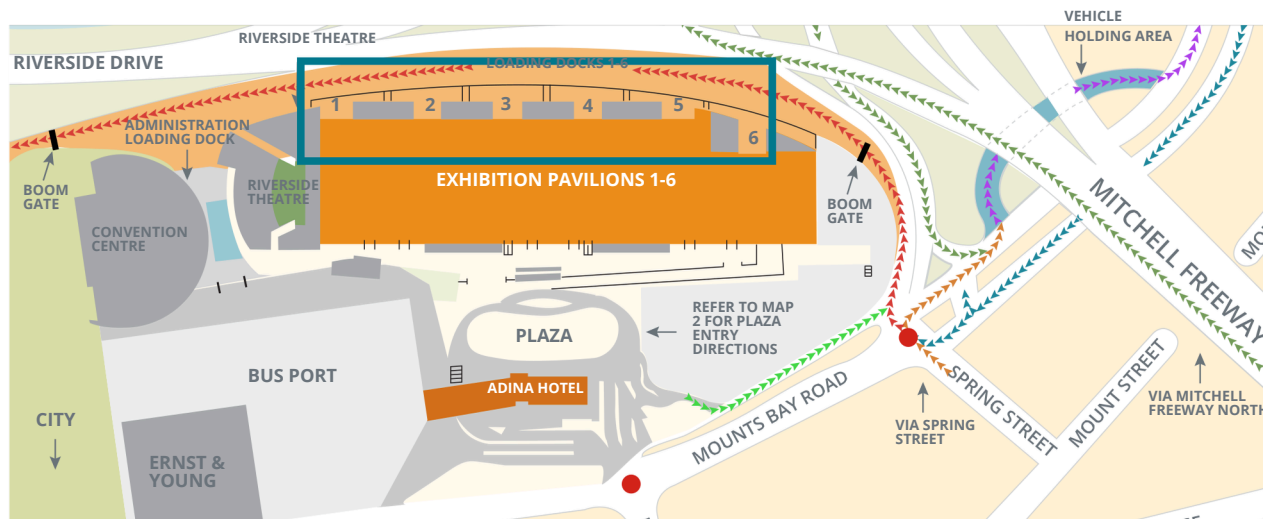 VEHICLE
HOLDING AREA
RIVERSIDE THEATRE
RIVERSIDE DRIVE
LOADING DOCKS 1-6
1
2
3
4
5
6
ADMINISTRATION
LOADING DOCK
BOOM
GATE
RIVERSIDE
THEATRE
EXHIBITION PAVILIONS 1-6
BOOM
GATE
CONVENTION
CENTRE
MITCHELL FREEWAY
REFER TO MAP
2 FOR PLAZA
ENTRY
DIRECTIONS
PLAZA
BUS PORT
ADINA HOTEL
CITY
ERNST &
YOUNG
MOUNTS BAY ROAD
SPRING STREET
MOUNT STREET
VIA SPRING
STREET
VIA MITCHELL
FREEWAY NORTH